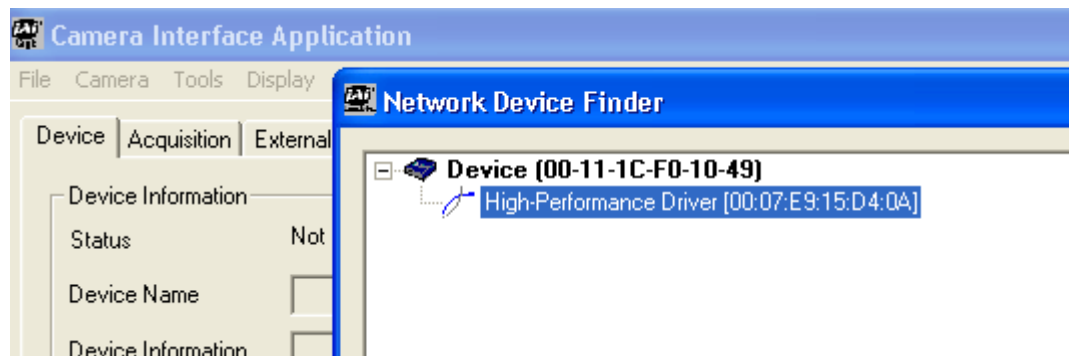 Camera Interface Application
File Camera Tools Display
Network Device Finder
Device Acquisition External
Device (00-11-1C-F0-10-49)
High-Performance Driver [00:07:E9:15:D4:0A]
Device Information
Status Not
Device Name
Device Information